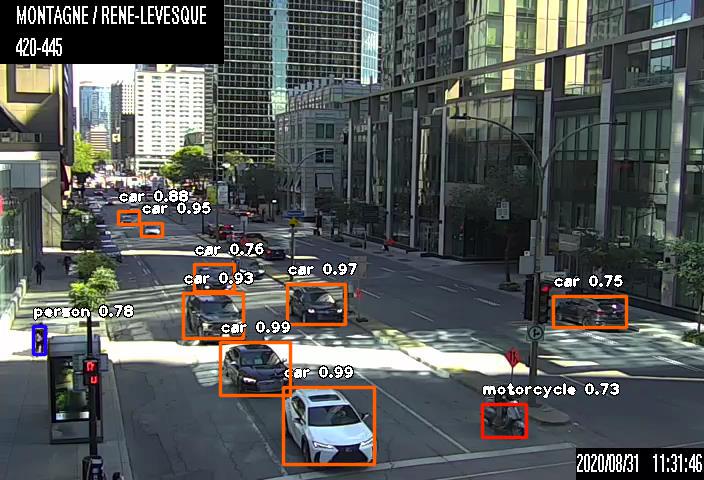 MONTAGNE / RENE-LEVESQUE
420-445
car 0.88
car 0.95
car 0.76
car 0.93
car 0.97
car 0.75
person 0.78
car 0.99
car 0.99
motorcycle 0.73
2020/08/31 11:31:46